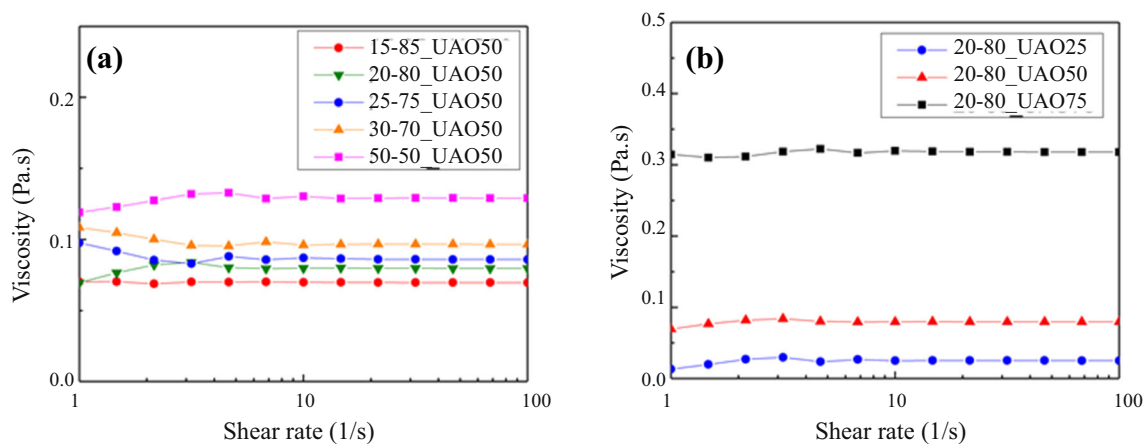 (a)
15-85_UAO50
20-80_UAO50
25-75_UAO50
30-70_UAO50
50-50_UAO50
0.2
0.1
0.0
Viscosity (Pa.s)
1
10
100
Shear rate (1/s)
(b)
20-80_UAO25
20-80_UAO50
20-80_UAO75
0.5
0.4
0.3
0.2
0.1
0.0
Viscosity (Pa.s)
1
10
100
Shear rate (1/s)